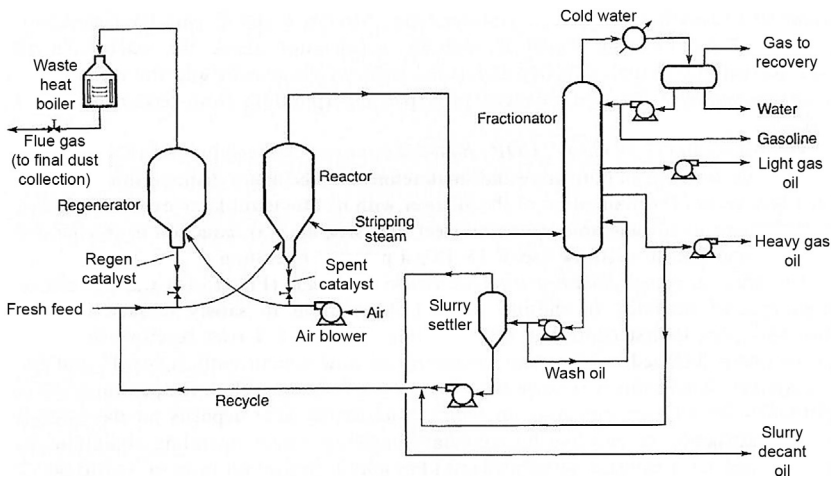 Cold water
Gas to
recovery
Waste
heat
boiler
Water
Fractionator
Gasoline
Flue gas
(to final dust
collection)
Light gas
oil
Reactor
Regenerator
Stripping
steam
Heavy gas
oil
Regen
catalyst
Spent
catalyst
Slurry
settler
Fresh feed
Air
Air blower
Wash oil
Recycle
Slurry
decant
oil